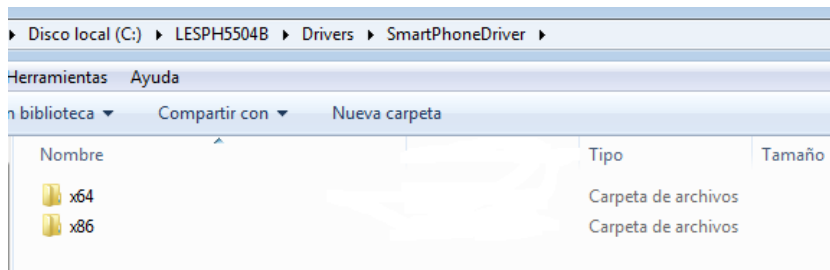 Disco local (C:) LESPH5504B Drivers SmartPhoneDriver
Herramientas Ayuda
n biblioteca Compartir con Nueva carpeta
Nombre Tipo Tamaño
x64 Carpeta de archivos
x86 Carpeta de archivos